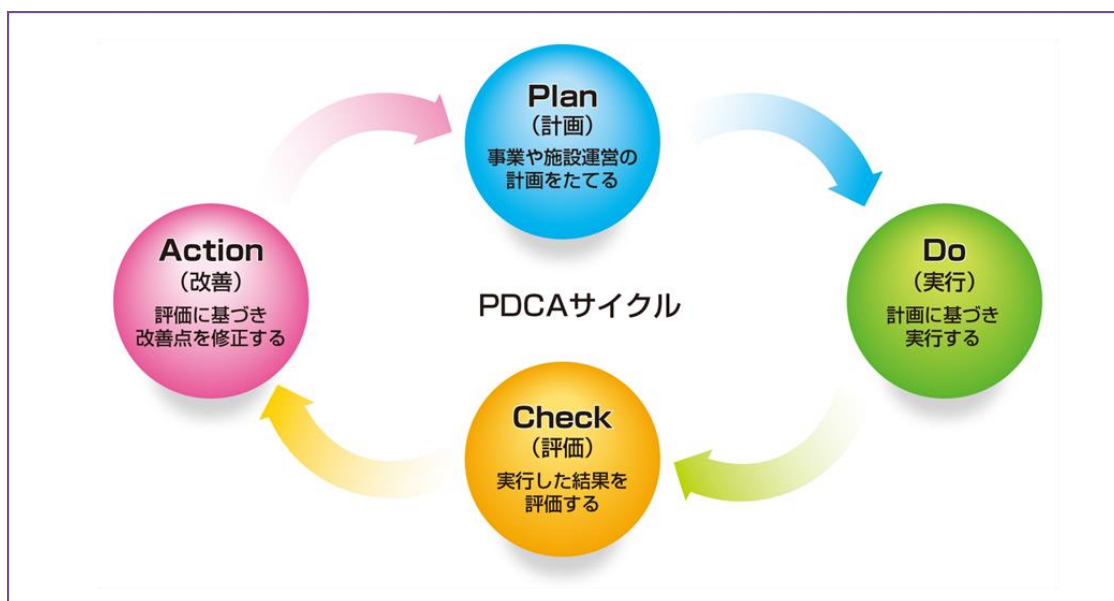 Plan
（計画）
事業や施設運営の
計画をたてる
Do
（実行）
計画に基づき
実行する
Check
（評価）
実行した結果を
評価する
Action
（改善）
評価に基づき
改善点を修正する
PDCAサイクル